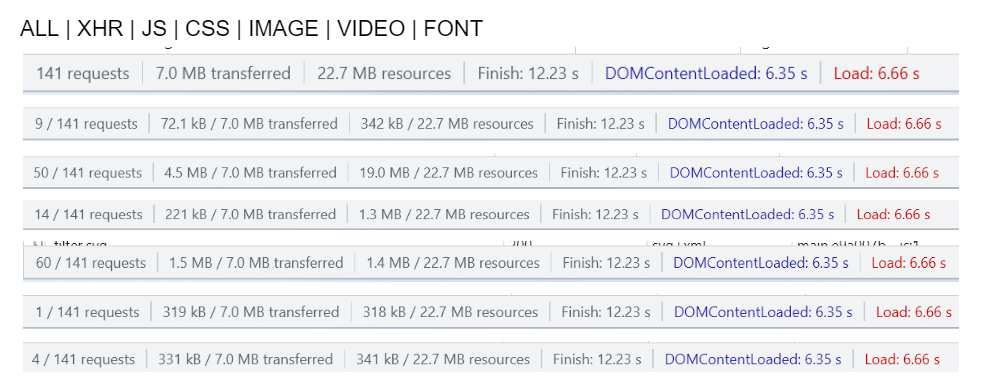 ALL | XHR | JS | CSS | IMAGE | VIDEO | FONT
141 requests | 7.0 MB transferred | 22.7 MB resources | Finish: 12.23 s | DOMContentLoaded: 6.35 s | Load: 6.66 s
9 / 141 requests | 72.1 kB / 7.0 MB transferred | 342 kB / 22.7 MB resources | Finish: 12.23 s | DOMContentLoaded: 6.35 s | Load: 6.66 s
50 / 141 requests | 4.5 MB / 7.0 MB transferred | 19.0 MB / 22.7 MB resources | Finish: 12.23 s | DOMContentLoaded: 6.35 s | Load: 6.66 s
14 / 141 requests | 221 kB / 7.0 MB transferred | 1.3 MB / 22.7 MB resources | Finish: 12.23 s | DOMContentLoaded: 6.35 s | Load: 6.66 s
60 / 141 requests | 1.5 MB / 7.0 MB transferred | 1.4 MB / 22.7 MB resources | Finish: 12.23 s | DOMContentLoaded: 6.35 s | Load: 6.66 s
1 / 141 requests | 319 kB / 7.0 MB transferred | 318 kB / 22.7 MB resources | Finish: 12.23 s | DOMContentLoaded: 6.35 s | Load: 6.66 s
4 / 141 requests | 331 kB / 7.0 MB transferred | 341 kB / 22.7 MB resources | Finish: 12.23 s | DOMContentLoaded: 6.35 s | Load: 6.66 s